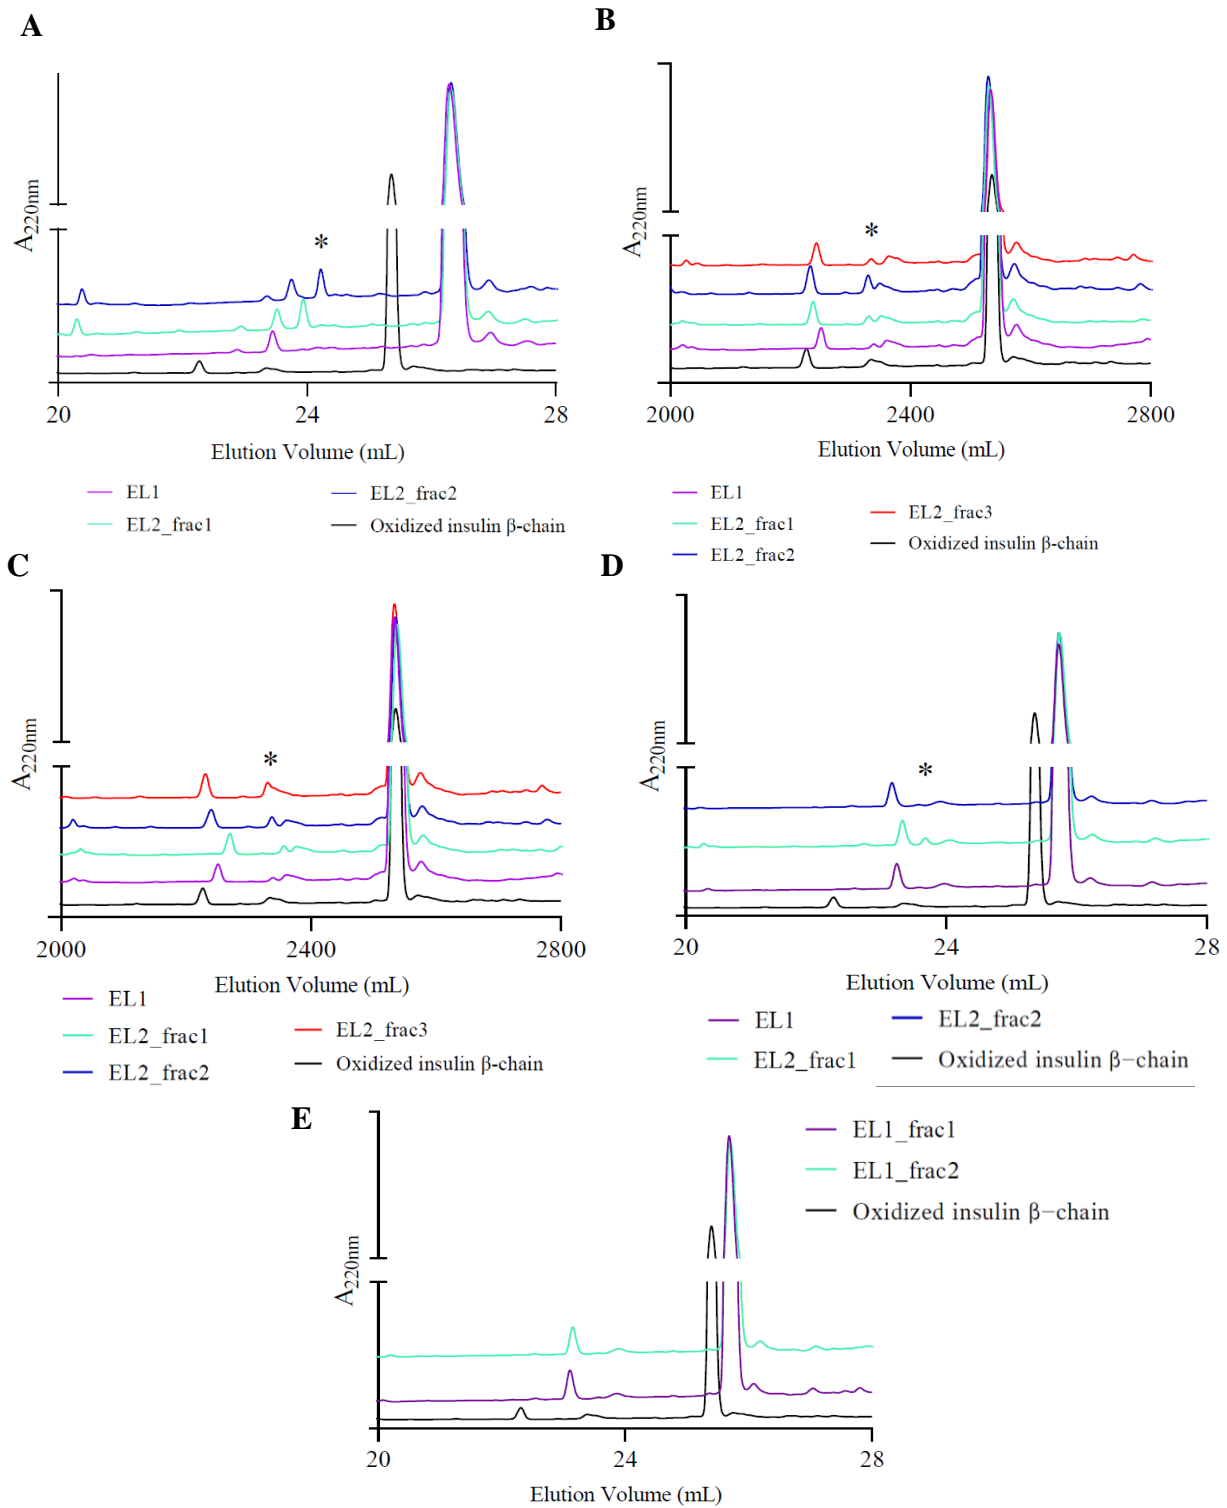 A
A220nm
*
20 24 28
Elution Volume (mL)
EL1
EL2_frac1
EL2_frac2
Oxidized insulin β-chain
B
A220nm
*
2000 2400 2800
Elution Volume (mL)
EL1
EL2_frac1
EL2_frac2
EL2_frac3
Oxidized insulin β-chain
C
A220nm
*
2000 2400 2800
Elution Volume (mL)
EL1
EL2_frac1
EL2_frac2
EL2_frac3
Oxidized insulin β-chain
D
A220nm
*
20 24 28
Elution Volume (mL)
EL1
EL2_frac1
EL2_frac2
Oxidized insulin β−chain
E
A220nm
20 24 28
Elution Volume (mL)
EL1_frac1
EL1_frac2
Oxidized insulin β−chain